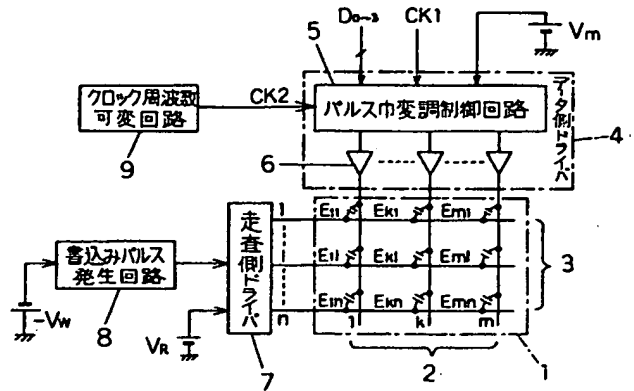 D₀~₃ CK1
Vm
5
クロック周波数
可変回路
CK2
パルス巾変調制御回路
データ側ドライバ
4
9
6
1
E11 Ek1 Em1
走査側ドライバ
書込みパルス
発生回路
E1l Ekl Eml
3
-Vw
8
E1n Ekn Emn
VR
n
1 k m
7
2
1